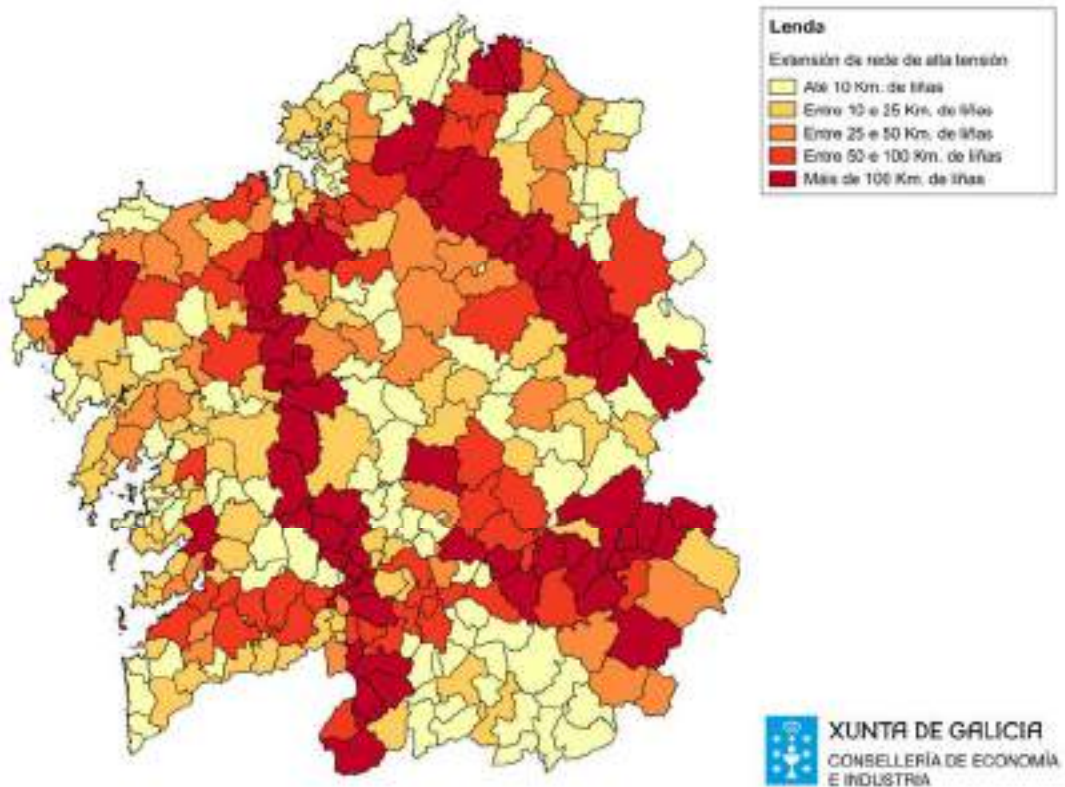 Lenda
Extensión de rede de alta tensión
Até 10 Km. de liñas
Entre 10 e 25 Km. de liñas
Entre 25 e 50 Km. de liñas
Entre 50 e 100 Km. de liñas
Máis de 100 Km. de liñas
XUNTA DE GALICIA
CONSELLERÍA DE ECONOMÍA
E INDUSTRIA